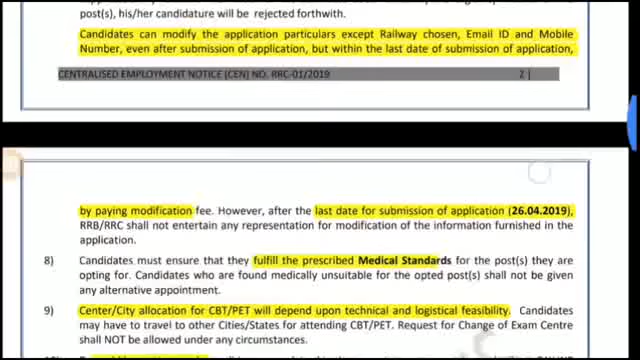 post(s), his/her candidature will be rejected forthwith.
Candidates can modify the application particulars except Railway chosen, Email ID and Mobile
Number, even after submission of application, but within the last date of submission of application,
CENTRALISED EMPLOYMENT NOTICE (CEN) NO. RRC-01/2019 2 |
by paying modification fee. However, after the last date for submission of application (26.04.2019),
RRB/RRC shall not entertain any representation for modification of the information furnished in the
application.
8) Candidates must ensure that they fulfill the prescribed Medical Standards for the post(s) they are
opting for. Candidates who are found medically unsuitable for the opted post(s) shall not be given
any alternative appointment.
9) Center/City allocation for CBT/PET will depend upon technical and logistical feasibility. Candidates
may have to travel to other Cities/States for attending CBT/PET. Request for Change of Exam Centre
shall NOT be allowed under any circumstances.